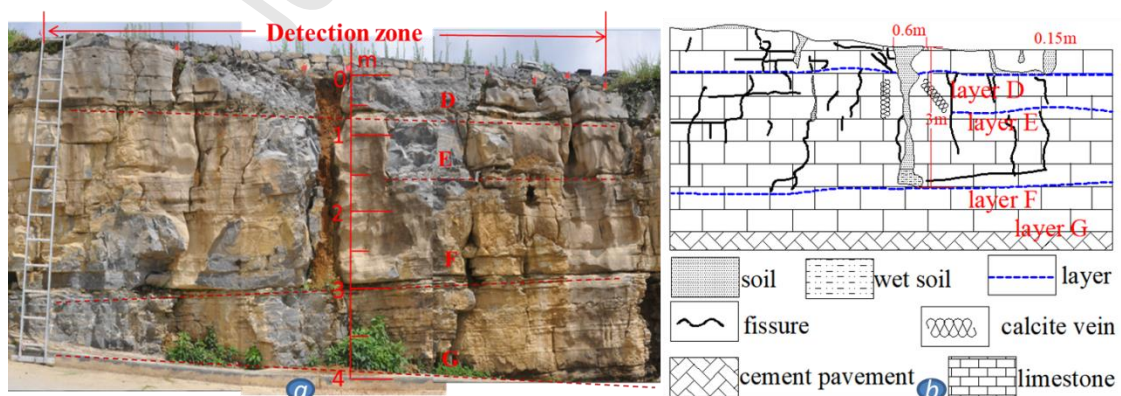 Detection zone
m
0
D
1
E
2
F
3
G
4
a
0.6m
0.15m
layer D
layer E
3m
layer F
layer G
soil
wet soil
layer
fissure
calcite vein
cement pavement
b
limestone